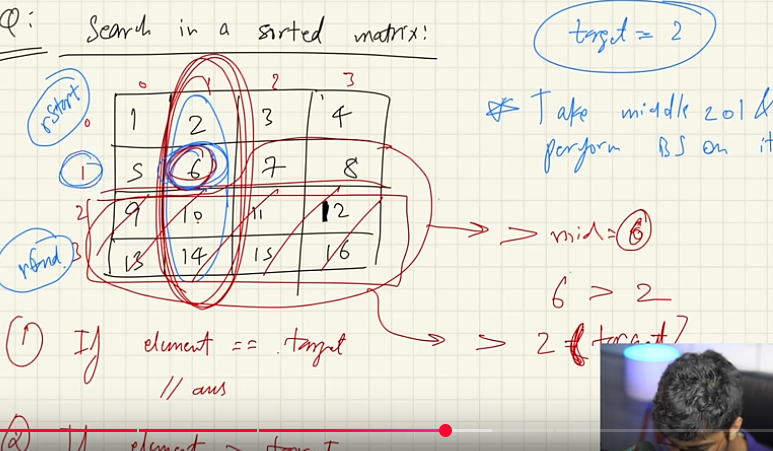 Q: Search in a sorted matrix:
target = 2
0 1 2 3
rstart
0 1 2 3 4
1 5 6 7 8
2 9 10 11 12
rend
3 13 14 15 16
* Take middle col &
perform BS on it
> mid = 6
6 > 2
> 2 (target)
① If element == target
// ans
② If element > target